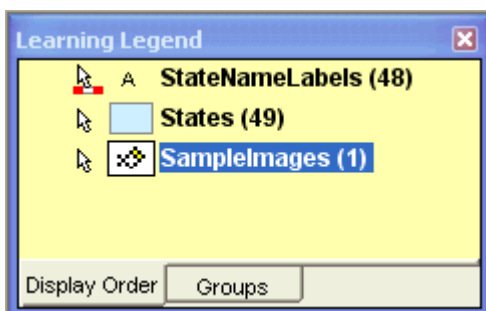 Learning Legend
A StateNameLabels (48)
States (49)
SampleImages (1)
Display Order Groups